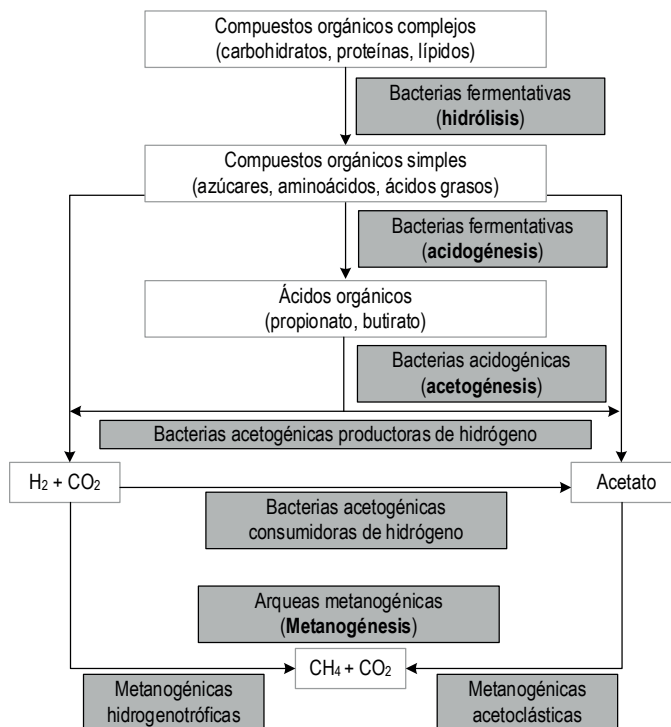 Compuestos orgánicos complejos
(carbohidratos, proteínas, lípidos)
Bacterias fermentativas
(hidrólisis)
Compuestos orgánicos simples
(azúcares, aminoácidos, ácidos grasos)
Bacterias fermentativas
(acidogénesis)
Ácidos orgánicos
(propionato, butirato)
Bacterias acidogénicas
(acetogénesis)
Bacterias acetogénicas productoras de hidrógeno
H₂ + CO₂
Acetato
Bacterias acetogénicas
consumidoras de hidrógeno
Arqueas metanogénicas
(Metanogénesis)
CH₄ + CO₂
Metanogénicas
hidrogenotróficas
Metanogénicas
acetoclásticas